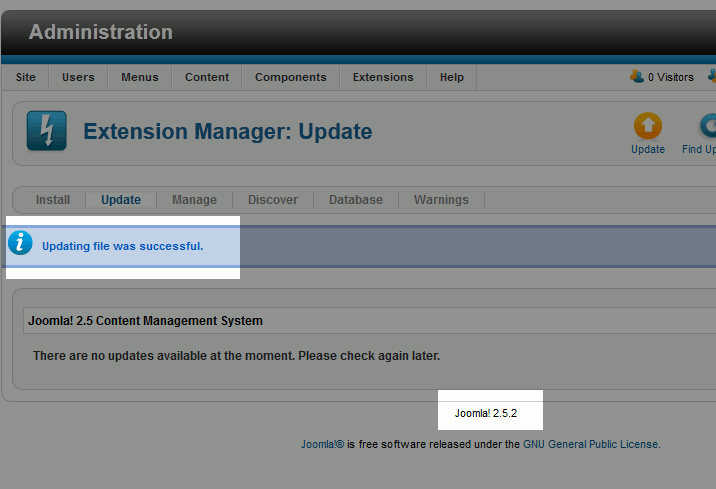 Administration
Site Users Menus Content Components Extensions Help 0 Visitors
Extension Manager: Update
Update Find Up
Install Update Manage Discover Database Warnings
Updating file was successful.
Joomla! 2.5 Content Management System
There are no updates available at the moment. Please check again later.
Joomla! 2.5.2
Joomla!® is free software released under the GNU General Public License.